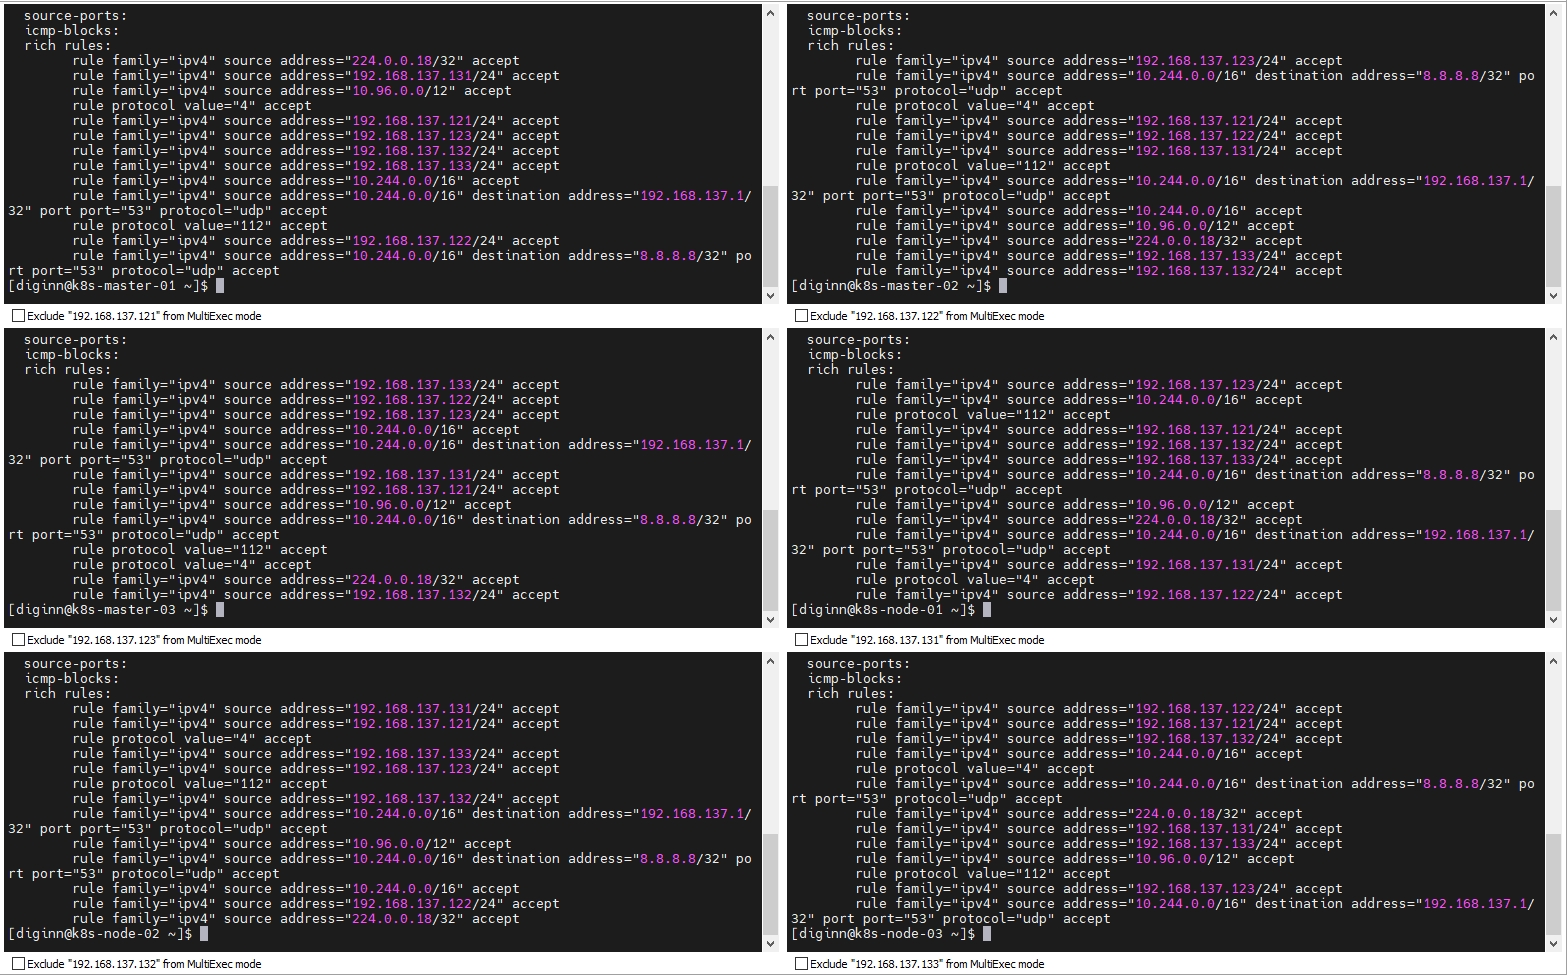 source-ports:
icmp-blocks:
rich rules:
rule family="ipv4" source address="224.0.0.18/32" accept
rule family="ipv4" source address="192.168.137.131/24" accept
rule family="ipv4" source address="10.96.0.0/12" accept
rule protocol value="4" accept
rule family="ipv4" source address="192.168.137.121/24" accept
rule family="ipv4" source address="192.168.137.123/24" accept
rule family="ipv4" source address="192.168.137.132/24" accept
rule family="ipv4" source address="192.168.137.133/24" accept
rule family="ipv4" source address="10.244.0.0/16" accept
rule family="ipv4" source address="10.244.0.0/16" destination address="192.168.137.1/
32" port port="53" protocol="udp" accept
rule protocol value="112" accept
rule family="ipv4" source address="192.168.137.122/24" accept
rule family="ipv4" source address="10.244.0.0/16" destination address="8.8.8.8/32" po
rt port="53" protocol="udp" accept
[diginn@k8s-master-01 ~]$
Exclude "192.168.137.121" from MultiExec mode
source-ports:
icmp-blocks:
rich rules:
rule family="ipv4" source address="192.168.137.123/24" accept
rule family="ipv4" source address="10.244.0.0/16" destination address="8.8.8.8/32" po
rt port="53" protocol="udp" accept
rule protocol value="4" accept
rule family="ipv4" source address="192.168.137.121/24" accept
rule family="ipv4" source address="192.168.137.122/24" accept
rule family="ipv4" source address="192.168.137.131/24" accept
rule protocol value="112" accept
rule family="ipv4" source address="10.244.0.0/16" destination address="192.168.137.1/
32" port port="53" protocol="udp" accept
rule family="ipv4" source address="10.244.0.0/16" accept
rule family="ipv4" source address="10.96.0.0/12" accept
rule family="ipv4" source address="224.0.0.18/32" accept
rule family="ipv4" source address="192.168.137.133/24" accept
rule family="ipv4" source address="192.168.137.132/24" accept
[diginn@k8s-master-02 ~]$
Exclude "192.168.137.122" from MultiExec mode
source-ports:
icmp-blocks:
rich rules:
rule family="ipv4" source address="192.168.137.133/24" accept
rule family="ipv4" source address="192.168.137.122/24" accept
rule family="ipv4" source address="192.168.137.123/24" accept
rule family="ipv4" source address="10.244.0.0/16" accept
rule family="ipv4" source address="10.244.0.0/16" destination address="192.168.137.1/
32" port port="53" protocol="udp" accept
rule family="ipv4" source address="192.168.137.131/24" accept
rule family="ipv4" source address="192.168.137.121/24" accept
rule family="ipv4" source address="10.96.0.0/12" accept
rule family="ipv4" source address="10.244.0.0/16" destination address="8.8.8.8/32" po
rt port="53" protocol="udp" accept
rule protocol value="112" accept
rule protocol value="4" accept
rule family="ipv4" source address="224.0.0.18/32" accept
rule family="ipv4" source address="192.168.137.132/24" accept
[diginn@k8s-master-03 ~]$
Exclude "192.168.137.123" from MultiExec mode
source-ports:
icmp-blocks:
rich rules:
rule family="ipv4" source address="192.168.137.123/24" accept
rule family="ipv4" source address="10.244.0.0/16" accept
rule protocol value="112" accept
rule family="ipv4" source address="192.168.137.121/24" accept
rule family="ipv4" source address="192.168.137.132/24" accept
rule family="ipv4" source address="192.168.137.133/24" accept
rule family="ipv4" source address="10.244.0.0/16" destination address="8.8.8.8/32" po
rt port="53" protocol="udp" accept
rule family="ipv4" source address="10.96.0.0/12" accept
rule family="ipv4" source address="224.0.0.18/32" accept
rule family="ipv4" source address="10.244.0.0/16" destination address="192.168.137.1/
32" port port="53" protocol="udp" accept
rule family="ipv4" source address="192.168.137.131/24" accept
rule protocol value="4" accept
rule family="ipv4" source address="192.168.137.122/24" accept
[diginn@k8s-node-01 ~]$
Exclude "192.168.137.131" from MultiExec mode
source-ports:
icmp-blocks:
rich rules:
rule family="ipv4" source address="192.168.137.131/24" accept
rule family="ipv4" source address="192.168.137.121/24" accept
rule protocol value="4" accept
rule family="ipv4" source address="192.168.137.133/24" accept
rule family="ipv4" source address="192.168.137.123/24" accept
rule protocol value="112" accept
rule family="ipv4" source address="192.168.137.132/24" accept
rule family="ipv4" source address="10.244.0.0/16" destination address="192.168.137.1/
32" port port="53" protocol="udp" accept
rule family="ipv4" source address="10.96.0.0/12" accept
rule family="ipv4" source address="10.244.0.0/16" destination address="8.8.8.8/32" po
rt port="53" protocol="udp" accept
rule family="ipv4" source address="10.244.0.0/16" accept
rule family="ipv4" source address="192.168.137.122/24" accept
rule family="ipv4" source address="224.0.0.18/32" accept
[diginn@k8s-node-02 ~]$
Exclude "192.168.137.132" from MultiExec mode
source-ports:
icmp-blocks:
rich rules:
rule family="ipv4" source address="192.168.137.122/24" accept
rule family="ipv4" source address="192.168.137.121/24" accept
rule family="ipv4" source address="192.168.137.132/24" accept
rule family="ipv4" source address="10.244.0.0/16" accept
rule protocol value="4" accept
rule family="ipv4" source address="10.244.0.0/16" destination address="8.8.8.8/32" po
rt port="53" protocol="udp" accept
rule family="ipv4" source address="224.0.0.18/32" accept
rule family="ipv4" source address="192.168.137.131/24" accept
rule family="ipv4" source address="192.168.137.133/24" accept
rule family="ipv4" source address="10.96.0.0/12" accept
rule protocol value="112" accept
rule family="ipv4" source address="192.168.137.123/24" accept
rule family="ipv4" source address="10.244.0.0/16" destination address="192.168.137.1/
32" port port="53" protocol="udp" accept
[diginn@k8s-node-03 ~]$
Exclude "192.168.137.133" from MultiExec mode